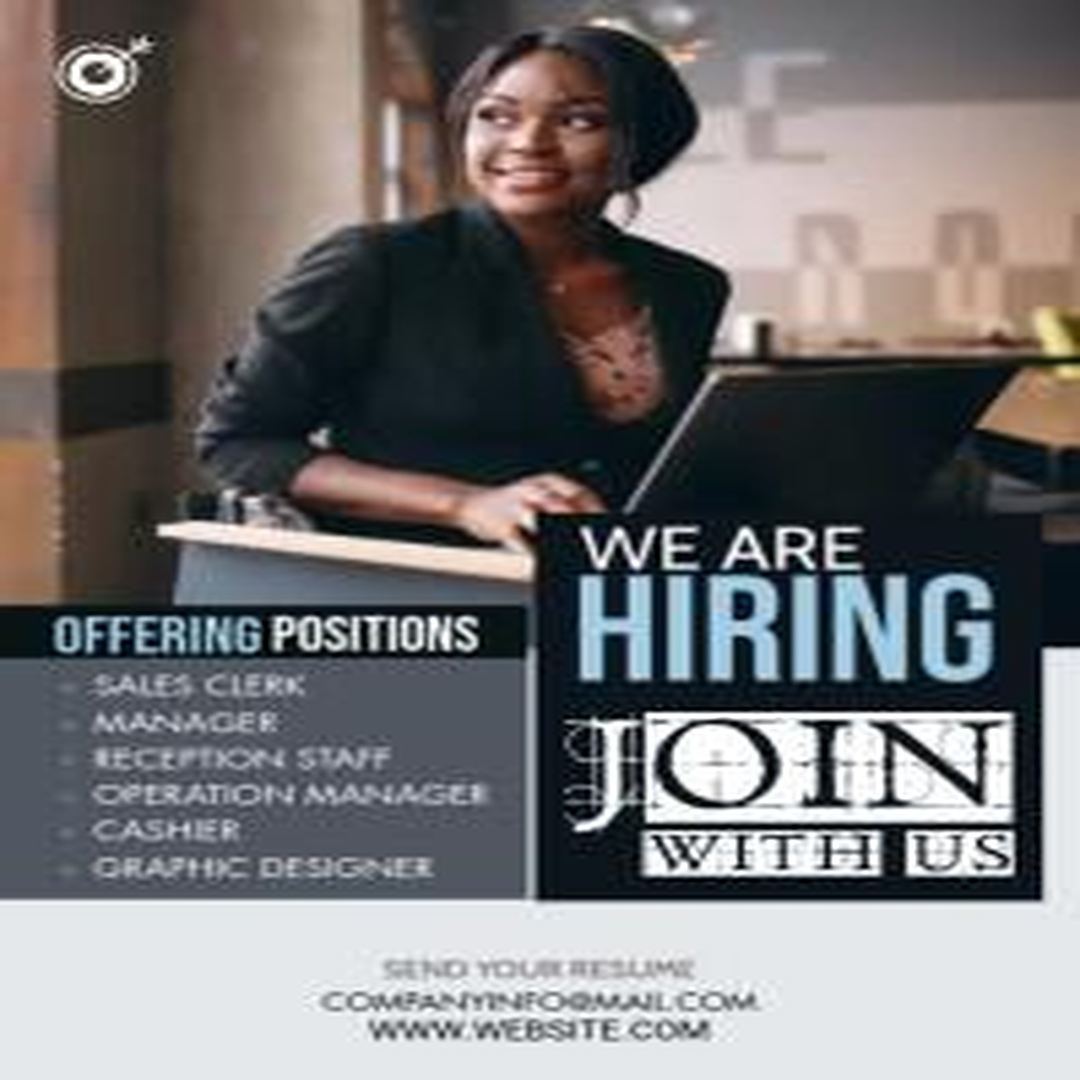 WE ARE
HIRING
JOIN
WITH US
OFFERING POSITIONS
- SALES CLERK
- MANAGER
- RECEPTION STAFF
- OPERATION MANAGER
- CASHIER
- GRAPHIC DESIGNER
SEND YOUR RESUME
COMPANYINFO@MAIL.COM
WWW.WEBSITE.COM